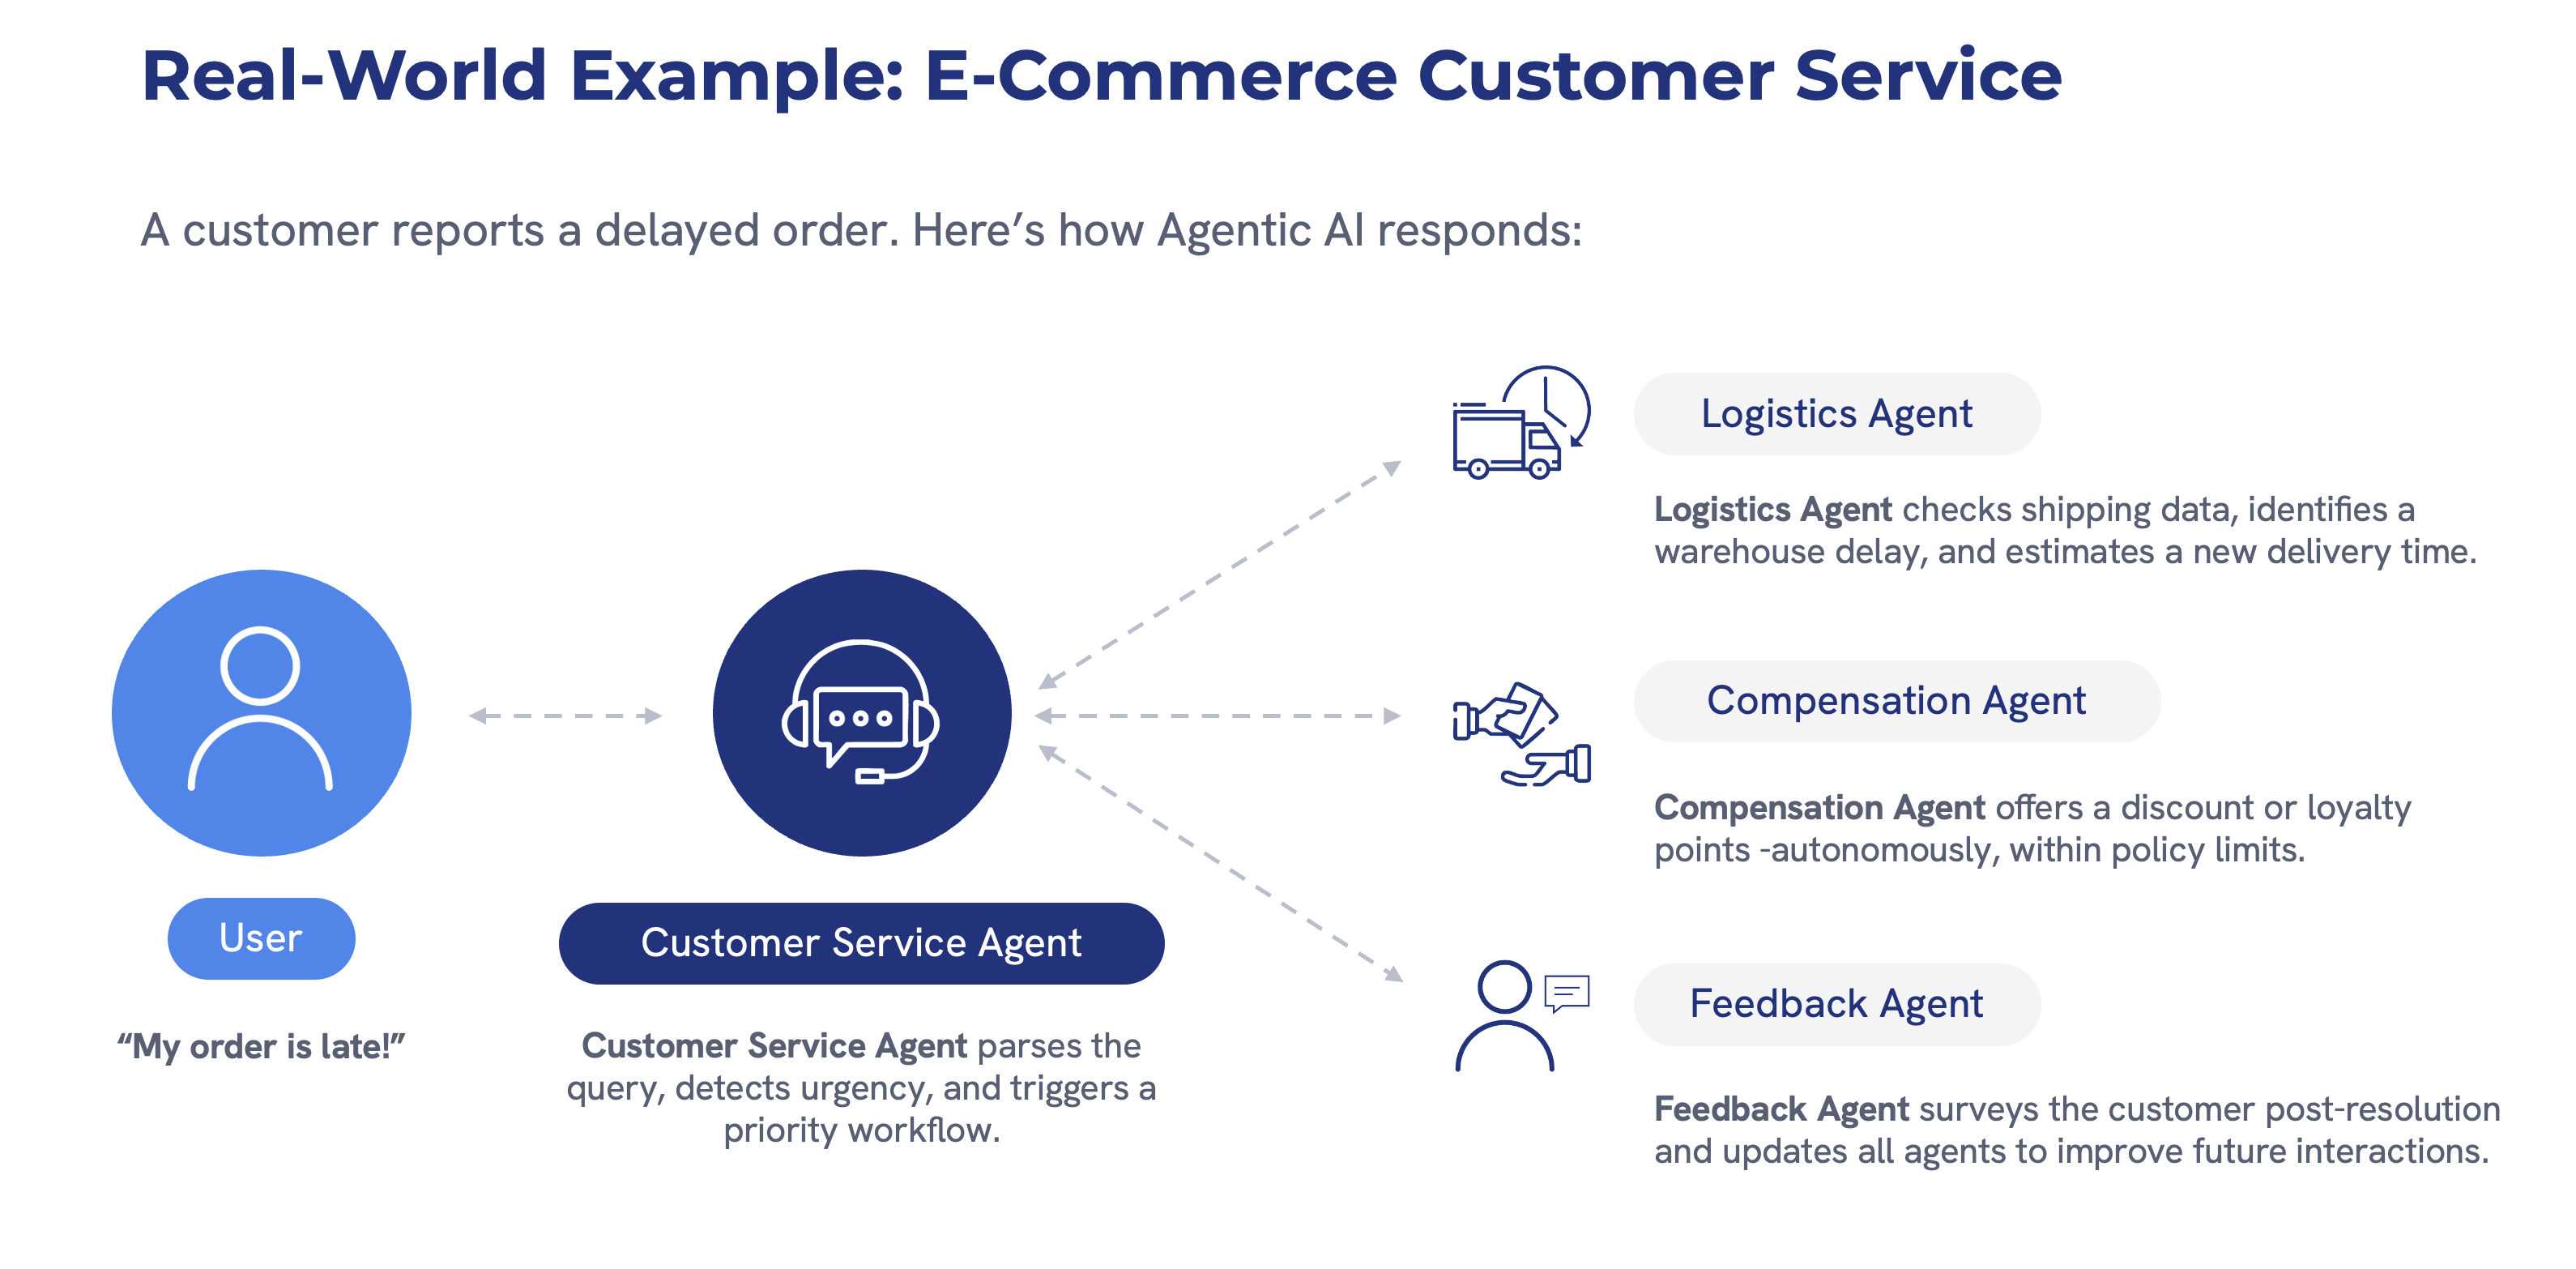 Real-World Example: E-Commerce Customer Service
A customer reports a delayed order. Here’s how Agentic AI responds:
User
“My order is late!”
Customer Service Agent
Customer Service Agent parses the
query, detects urgency, and triggers a
priority workflow.
Logistics Agent
Logistics Agent checks shipping data, identifies a
warehouse delay, and estimates a new delivery time.
Compensation Agent
Compensation Agent offers a discount or loyalty
points -autonomously, within policy limits.
Feedback Agent
Feedback Agent surveys the customer post-resolution
and updates all agents to improve future interactions.